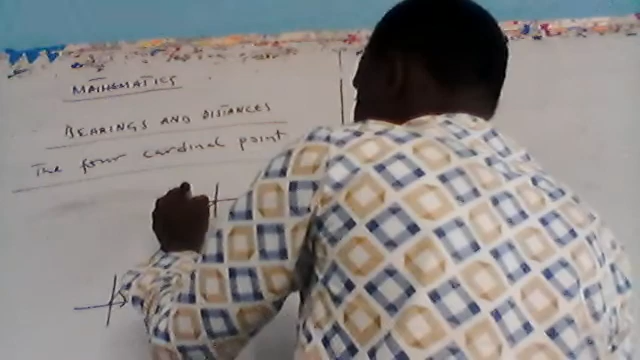 MATHEMATICS
BEARINGS AND DISTANCES
The four cardinal point